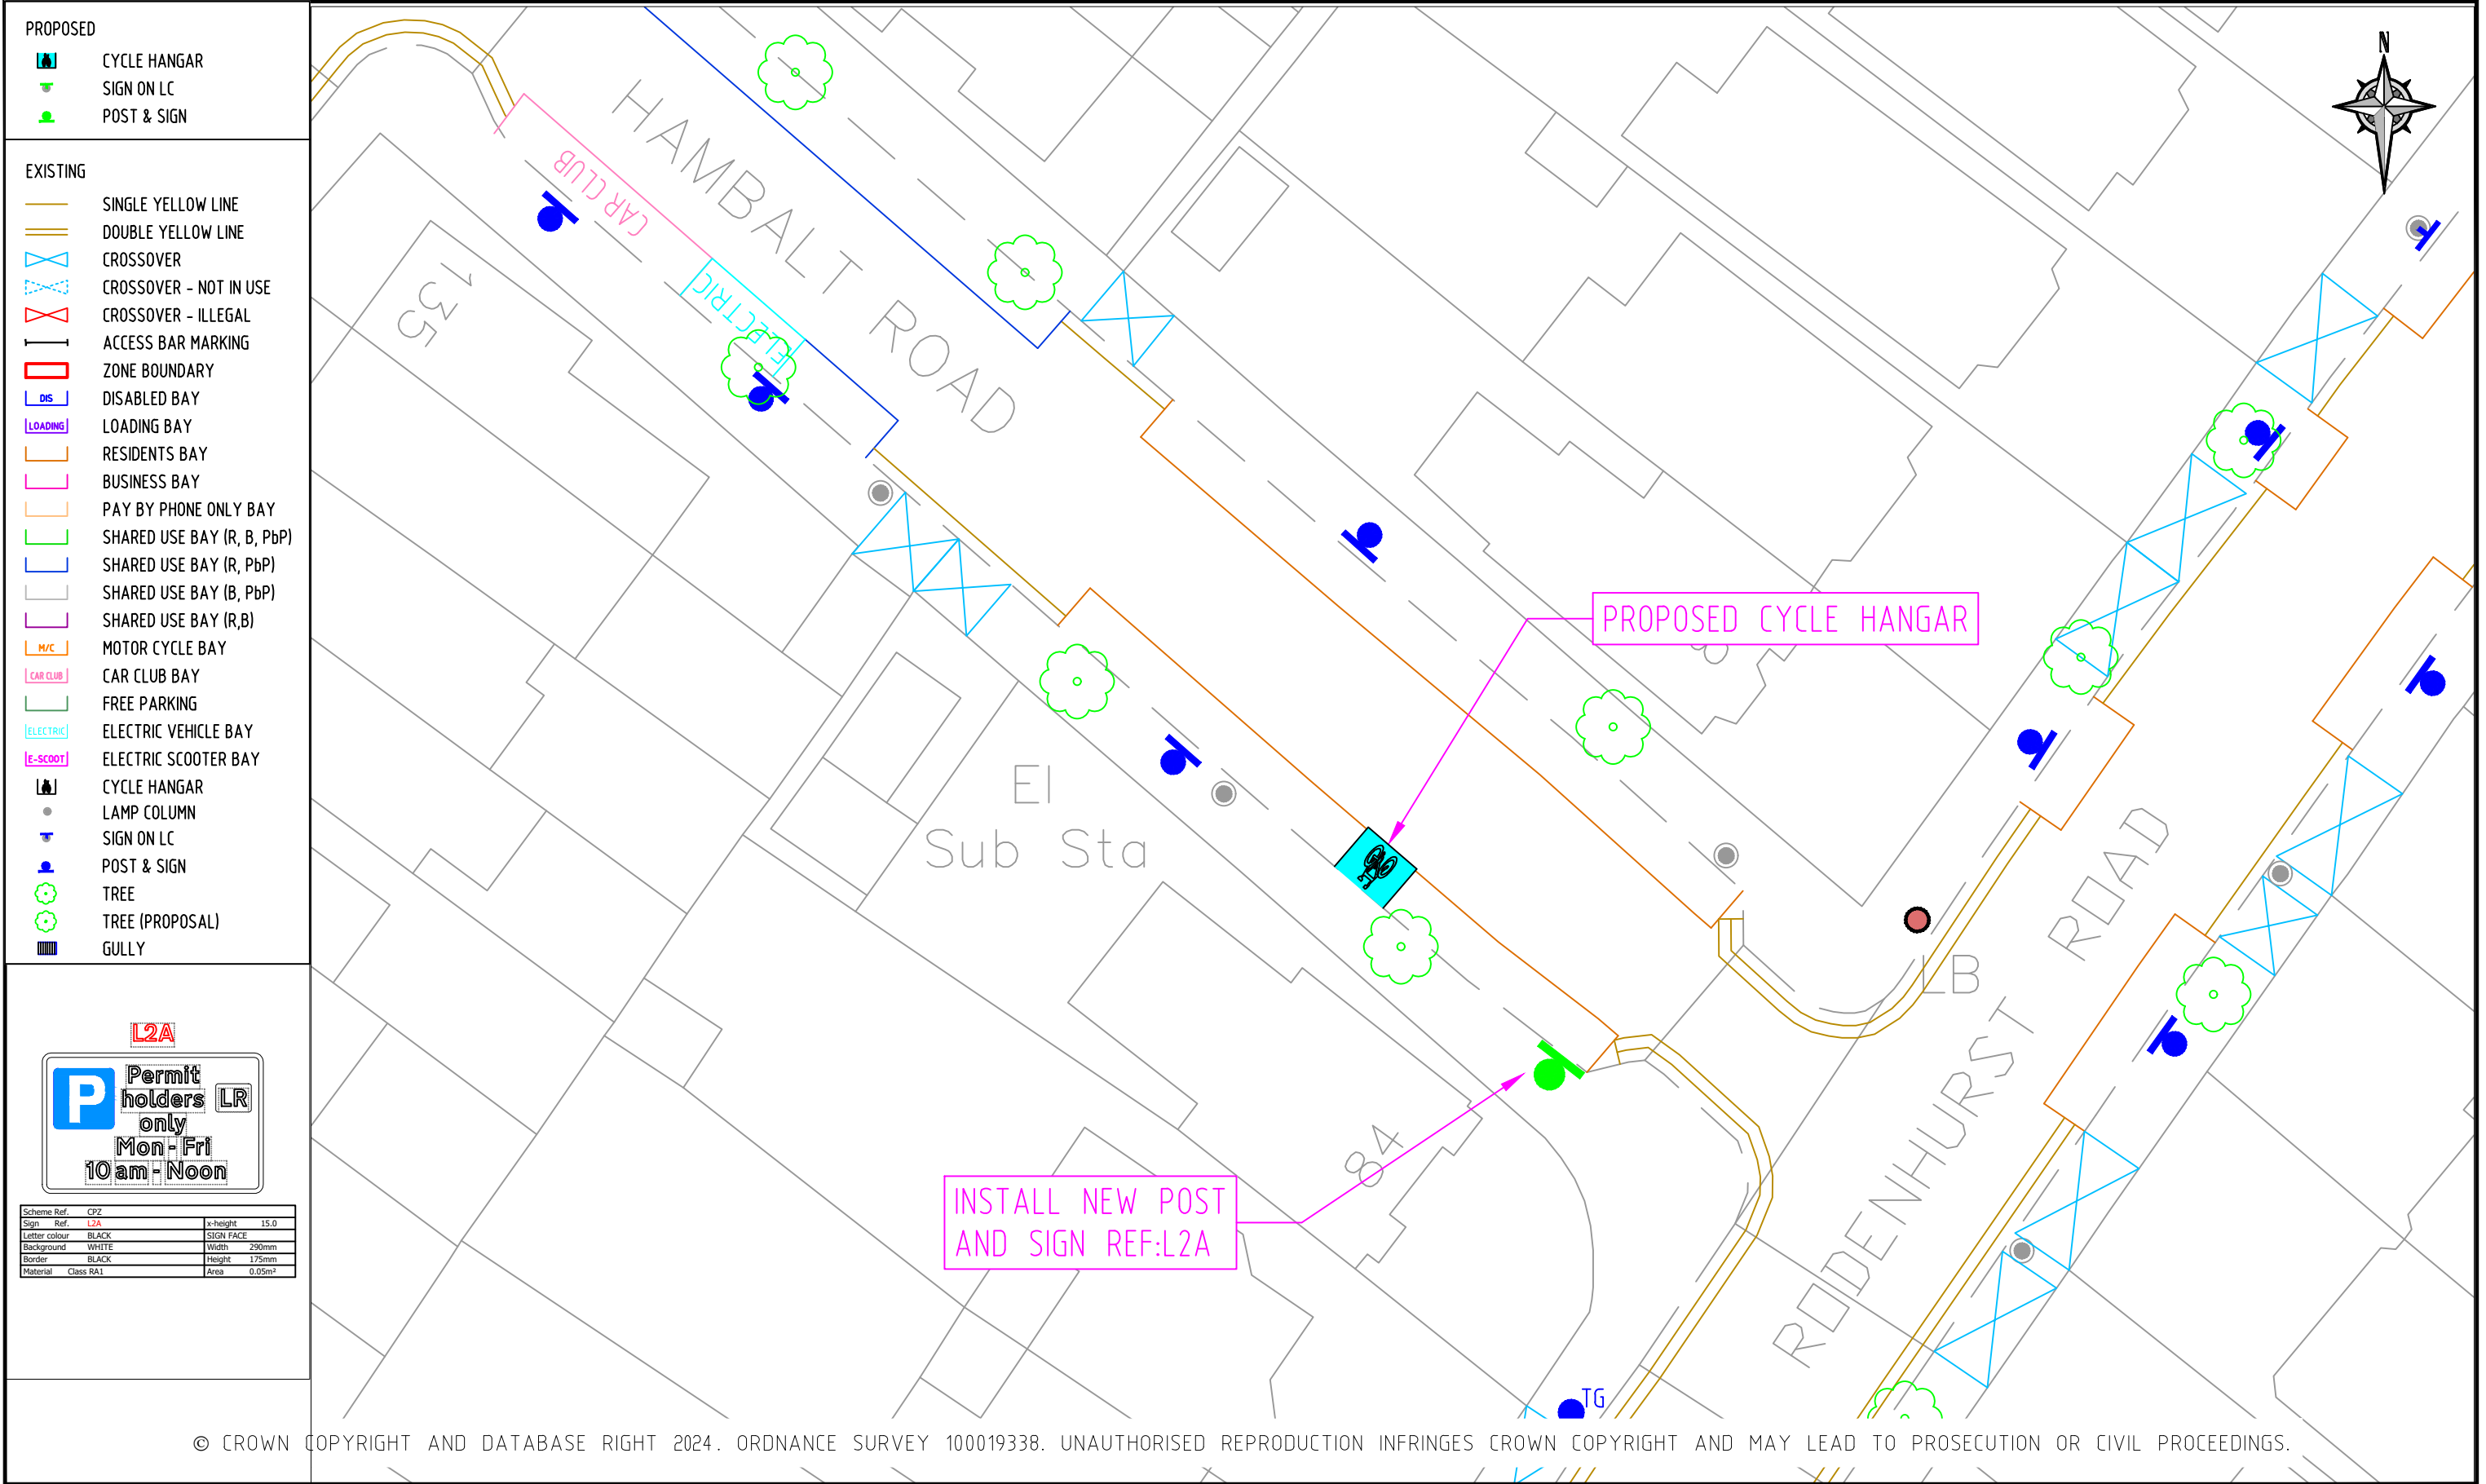 PROPOSED
CYCLE HANGAR
SIGN ON LC
POST & SIGN
EXISTING
SINGLE YELLOW LINE
DOUBLE YELLOW LINE
CROSSOVER
CROSSOVER - NOT IN USE
CROSSOVER - ILLEGAL
ACCESS BAR MARKING
ZONE BOUNDARY
DIS DISABLED BAY
LOADING LOADING BAY
RESIDENTS BAY
BUSINESS BAY
PAY BY PHONE ONLY BAY
SHARED USE BAY (R, B, PbP)
SHARED USE BAY (R, PbP)
SHARED USE BAY (B, PbP)
SHARED USE BAY (R,B)
M/C MOTOR CYCLE BAY
CAR CLUB CAR CLUB BAY
FREE PARKING
ELECTRIC ELECTRIC VEHICLE BAY
E-SCOOT ELECTRIC SCOOTER BAY
CYCLE HANGAR
LAMP COLUMN
SIGN ON LC
POST & SIGN
TREE
TREE (PROPOSAL)
GULLY
L2A
P Permit
holders LR
only
Mon - Fri
10 am - Noon
Scheme Ref. CPZ
Sign Ref. L2A x-height 15.0
Letter colour BLACK SIGN FACE
Background WHITE Width 290mm
Border BLACK Height 175mm
Material Class RA1 Area 0.05m²
N
HAMBALT ROAD
CAR CLUB
ELECTRIC
135
PROPOSED CYCLE HANGAR
El
Sub Sta
LB
RUDENHURST ROAD
84
INSTALL NEW POST
AND SIGN REF:L2A
TG
© CROWN COPYRIGHT AND DATABASE RIGHT 2024. ORDNANCE SURVEY 100019338. UNAUTHORISED REPRODUCTION INFRINGES CROWN COPYRIGHT AND MAY LEAD TO PROSECUTION OR CIVIL PROCEEDINGS.